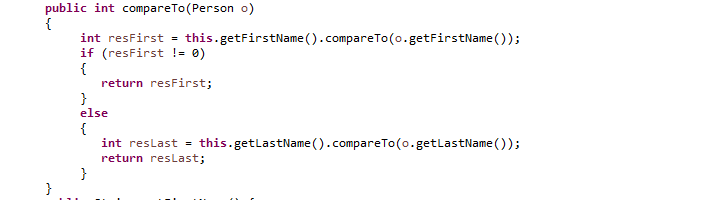 public int compareTo(Person o)
{
int resFirst = this.getFirstName().compareTo(o.getFirstName());
if (resFirst != 0)
{
return resFirst;
}
else
{
int resLast = this.getLastName().compareTo(o.getLastName());
return resLast;
}
}